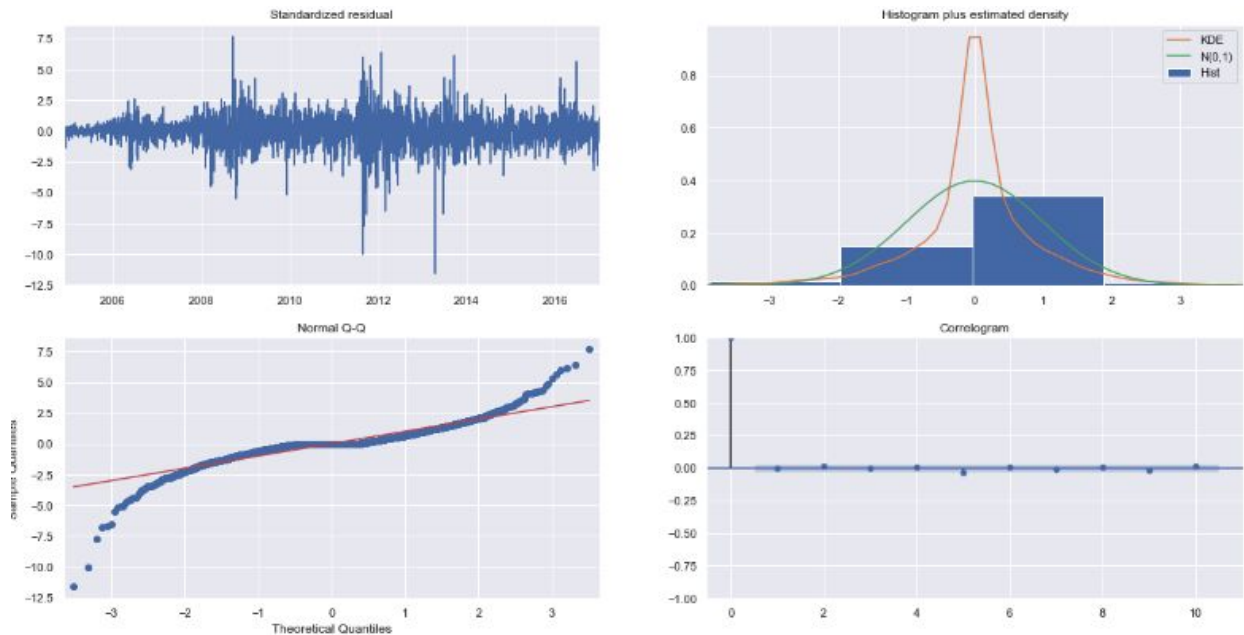 Standardized residual
7.5
5.0
2.5
0.0
−2.5
−5.0
−7.5
−10.0
−12.5
2006 2008 2010 2012 2014 2016
Histogram plus estimated density
KDE
N(0,1)
Hist
0.8
0.6
0.4
0.2
0.0
−3 −2 −1 0 1 2 3
Normal Q-Q
7.5
5.0
2.5
0.0
−2.5
−5.0
−7.5
−10.0
−12.5
Sample Quantiles
−3 −2 −1 0 1 2 3
Theoretical Quantiles
Correlogram
1.00
0.75
0.50
0.25
0.00
−0.25
−0.50
−0.75
−1.00
0 2 4 6 8 10